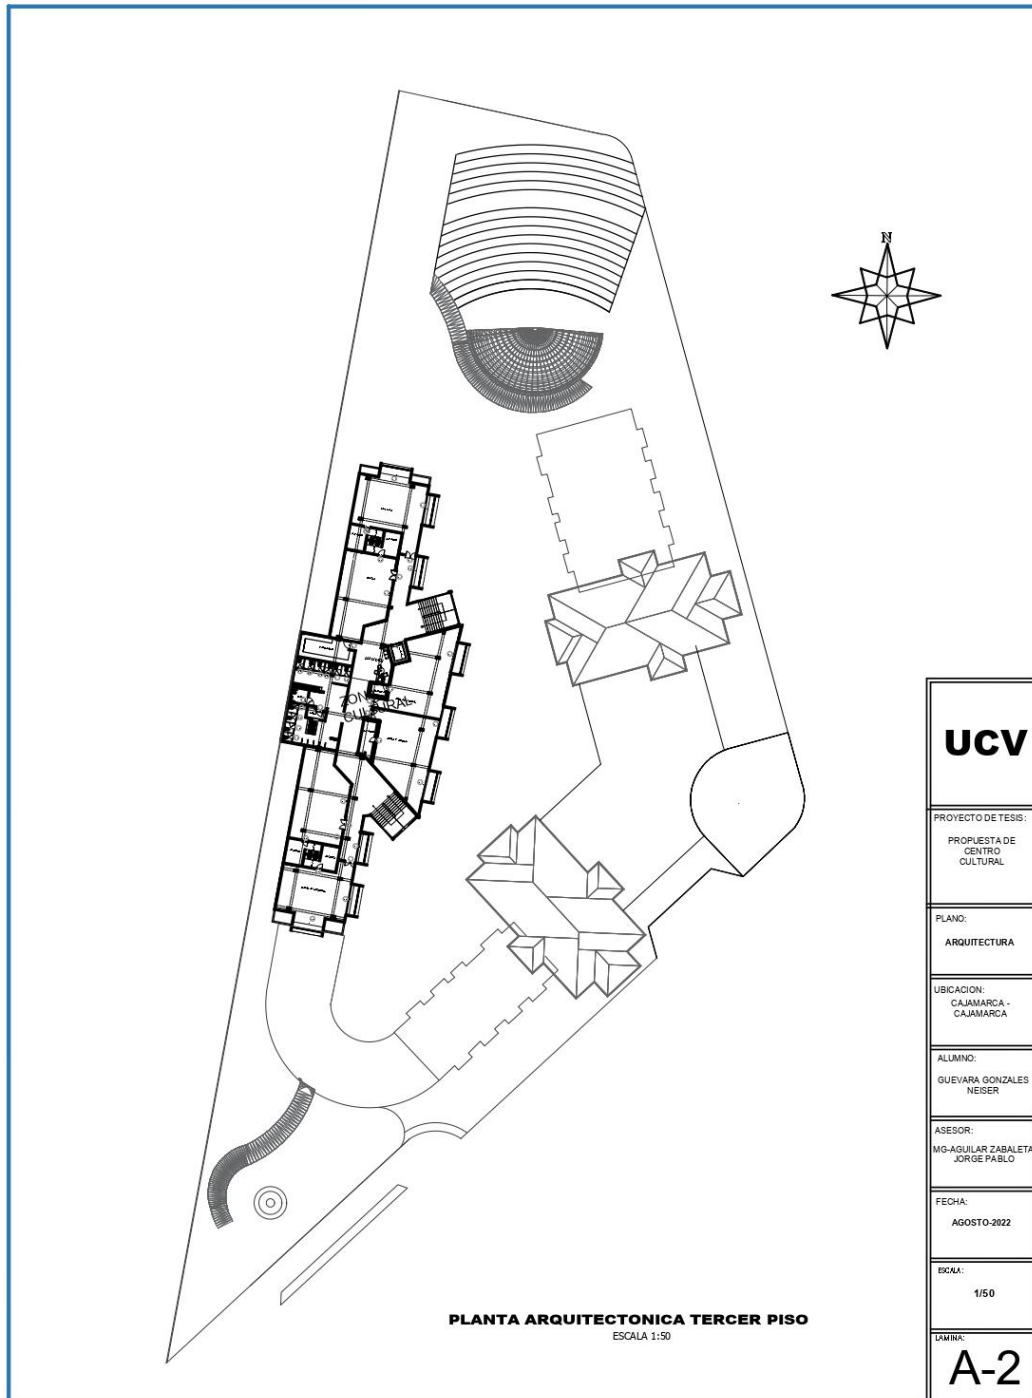 N
ZONA
CULTURAL
UCV
PROYECTO DE TESIS:
PROPUESTA DE
CENTRO
CULTURAL
PLANO:
ARQUITECTURA
UBICACION:
CAJAMARCA -
CAJAMARCA
ALUMNO:
GUEVARA GONZALES
NEISER
ASESOR:
MG-AGUILAR ZABALETA
JORGE PABLO
FECHA:
AGOSTO-2022
ESCALA:
1/50
LAMINA:
A-2
PLANTA ARQUITECTONICA TERCER PISO
ESCALA 1:50